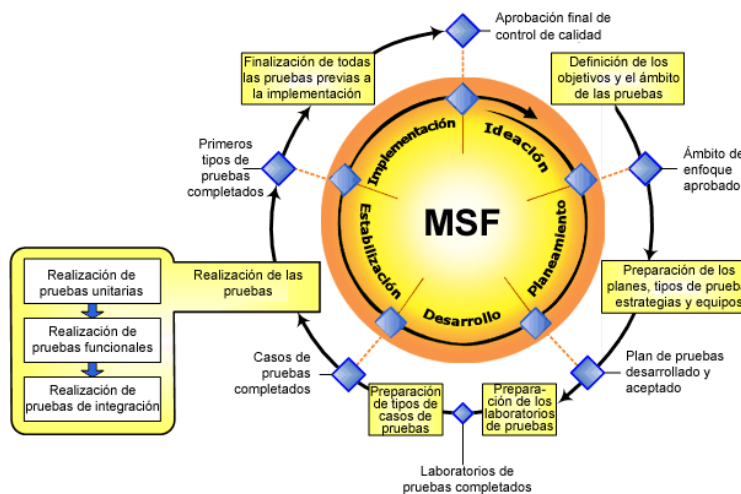 Aprobación final de
control de calidad
Finalización de todas
las pruebas previas a
la implementación
Definición de los
objetivos y el ámbito
de las pruebas
Primeros
tipos de
pruebas
completados
Implementación
Ideación
Ámbito de
enfoque
aprobado
MSF
Estabilización
Planeamiento
Desarrollo
Realización de
pruebas unitarias
Realización de
pruebas funcionales
Realización de
pruebas de integración
Realización de las
pruebas
Preparación de los
planes, tipos de prueba
estrategias y equipos
Casos de
pruebas
completados
Plan de pruebas
desarrollado y
aceptado
Preparación
de tipos de
casos de
pruebas
Prepara-
ción de los
laboratorios
de pruebas
Laboratorios de
pruebas completados